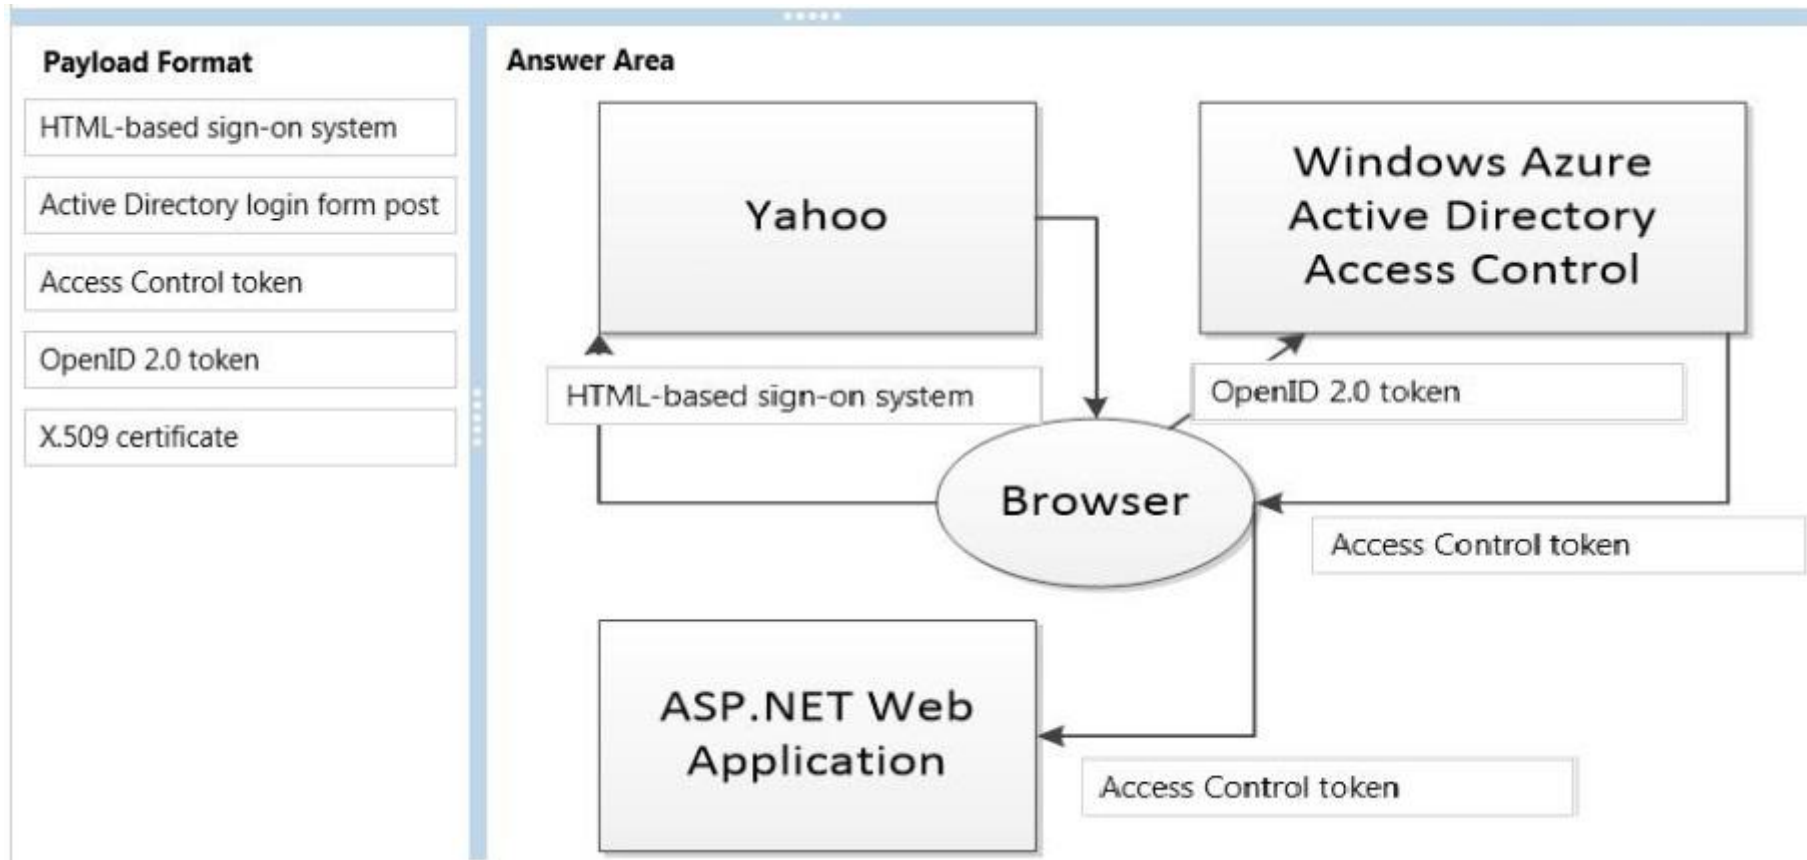 Payload Format
HTML-based sign-on system
Active Directory login form post
Access Control token
OpenID 2.0 token
X.509 certificate
Answer Area
Yahoo
Windows Azure
Active Directory
Access Control
HTML-based sign-on system
OpenID 2.0 token
Browser
Access Control token
ASP.NET Web
Application
Access Control token